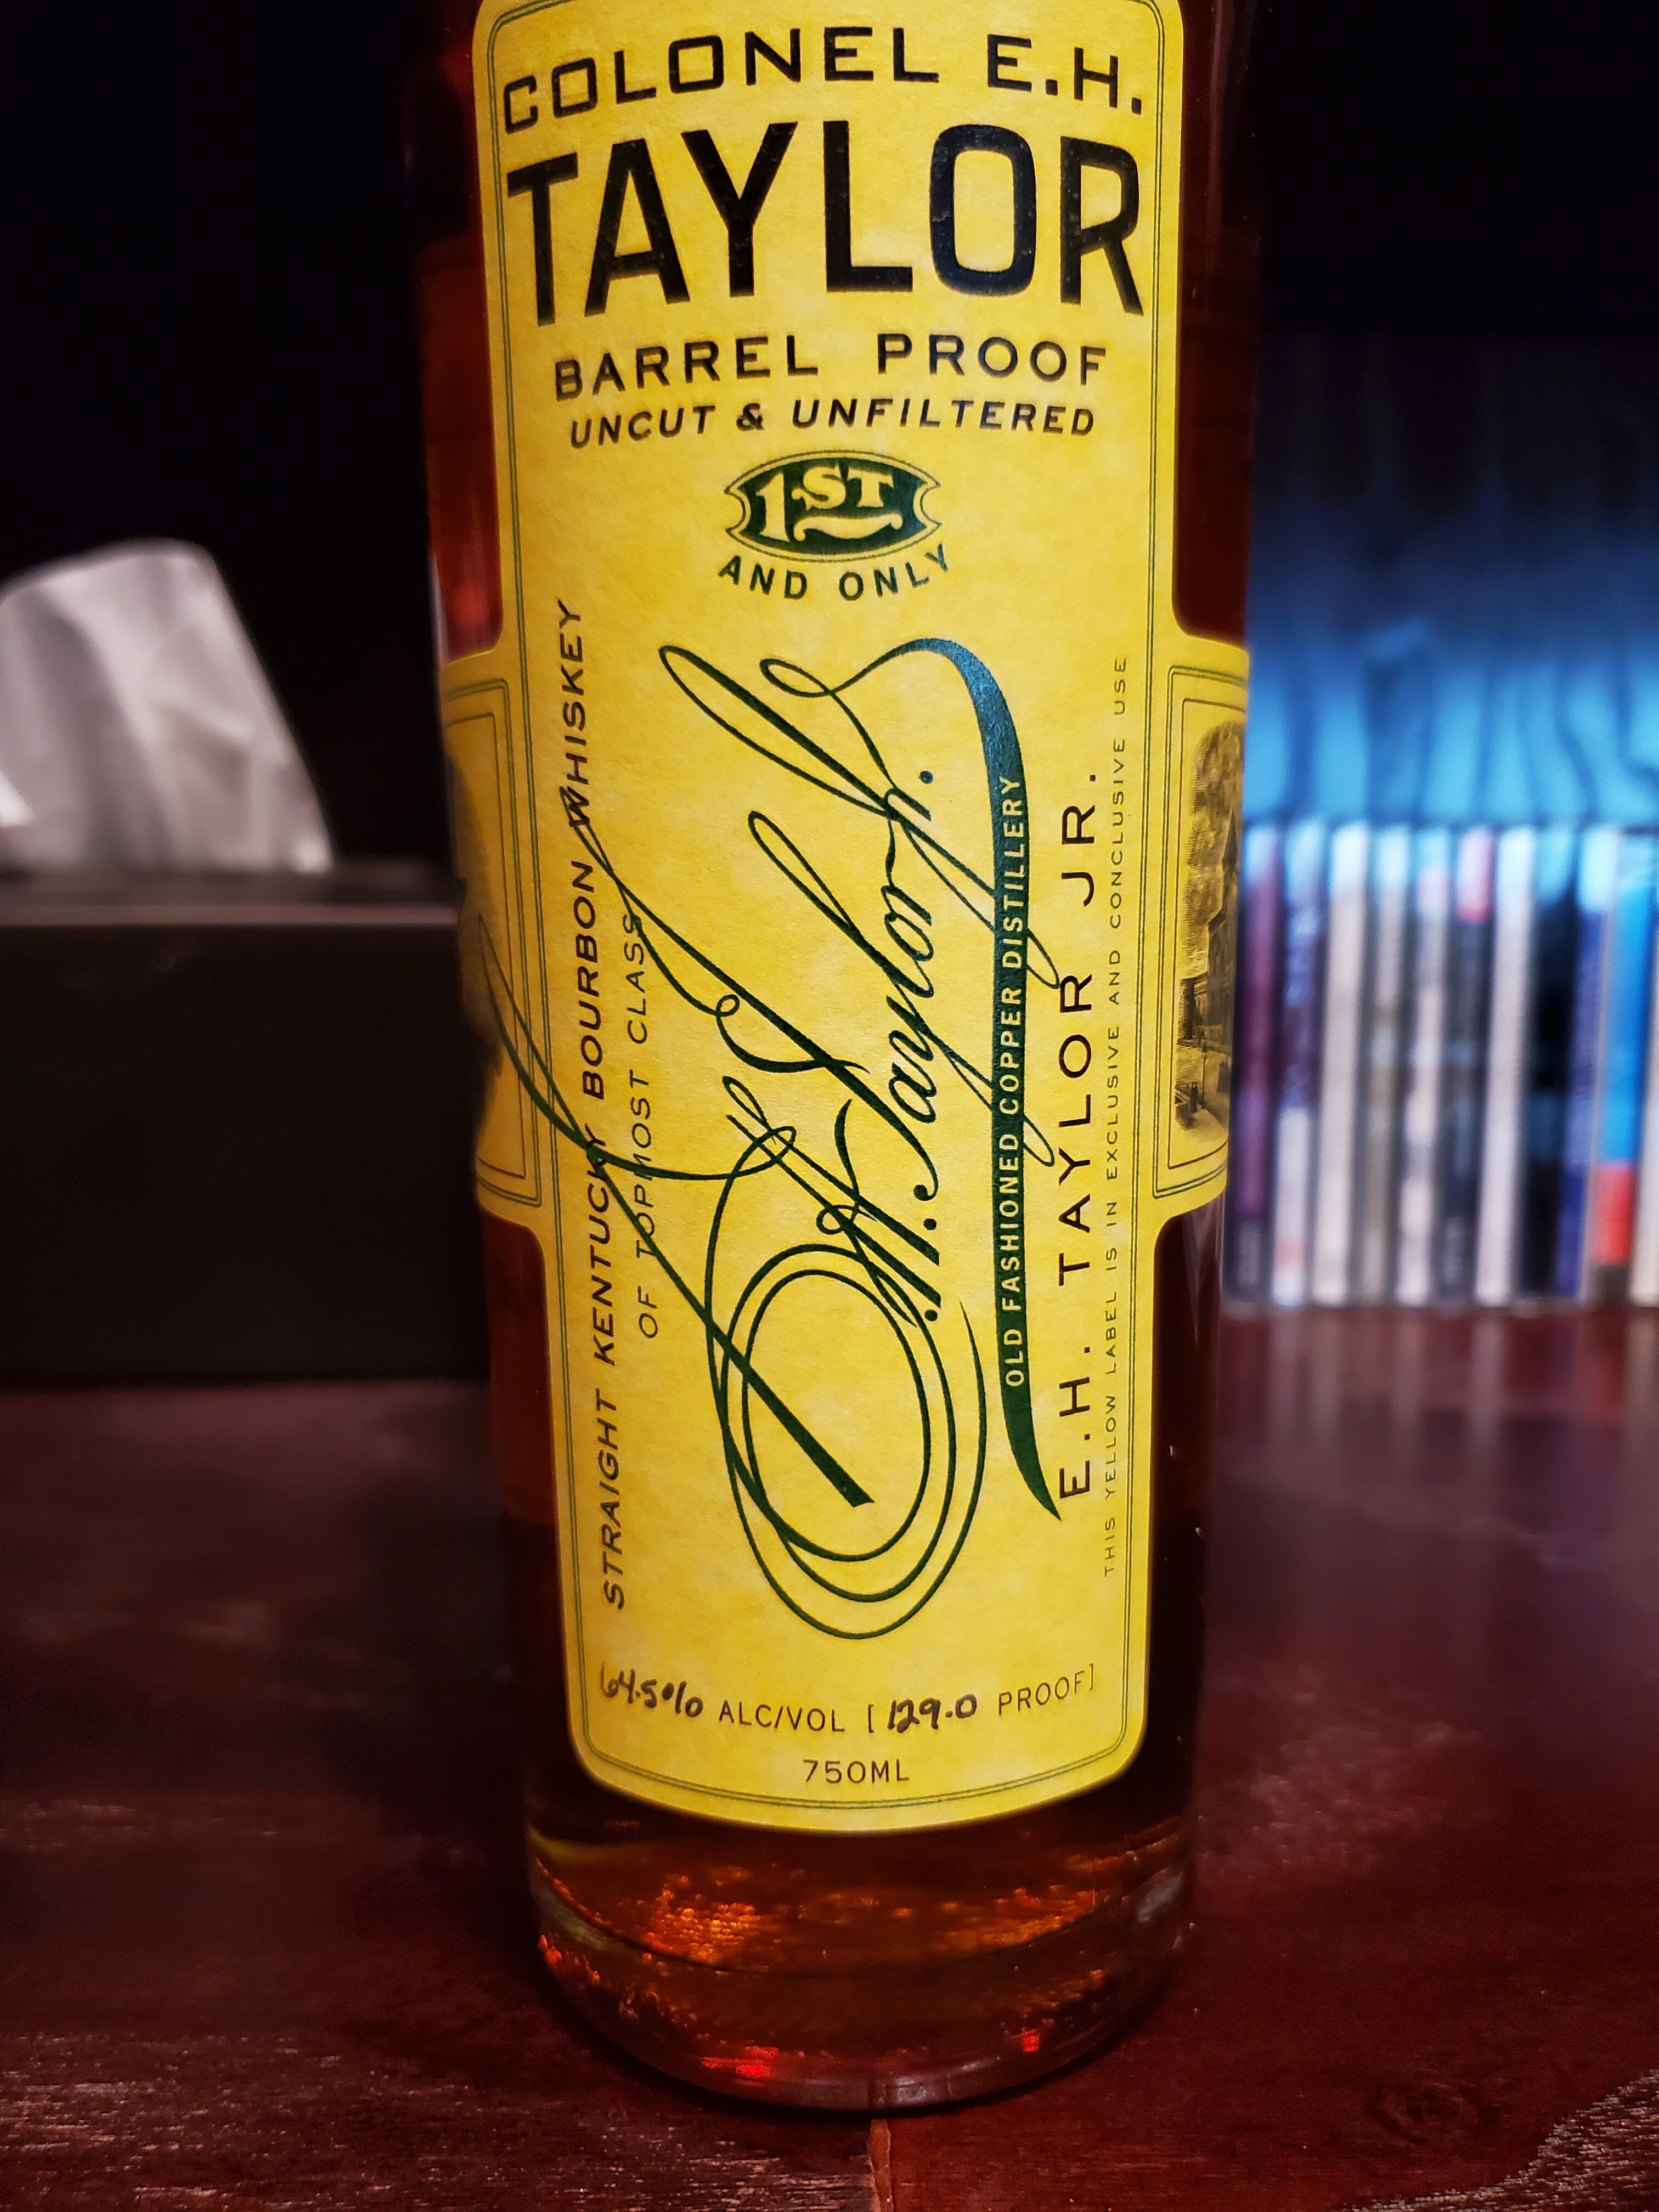 COLONEL E.H.
TAYLOR
BARREL PROOF
UNCUT & UNFILTERED
1ST
AND ONLY
STRAIGHT KENTUCKY BOURBON WHISKEY
OF TOPMOST CLASS
E.H. Taylor Jr.
OLD FASHIONED COPPER DISTILLERY
E.H. TAYLOR JR.
THIS YELLOW LABEL IS IN EXCLUSIVE AND CONCLUSIVE USE
64.5% ALC/VOL [129.0 PROOF]
750ML